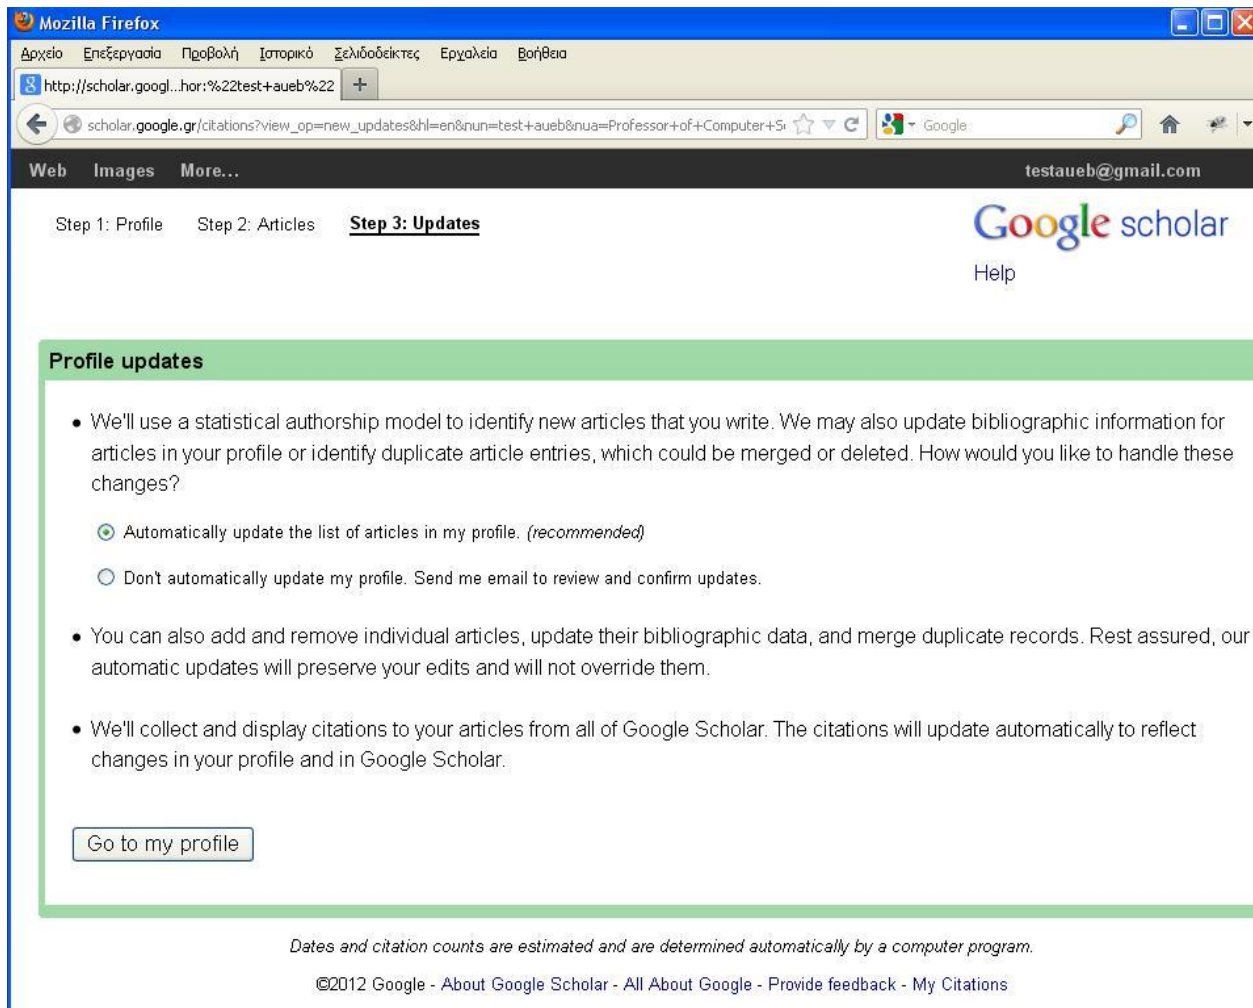 Mozilla Firefox
Αρχείο Επεξεργασία Προβολή Ιστορικό Σελιδοδείκτες Εργαλεία Βοήθεια
http://scholar.googl...hor:%22test+aueb%22
scholar.google.gr/citations?view_op=new_updates&hl=en&nun=test+aueb&nua=Professor+of+Computer+S Google
Web Images More... testaueb@gmail.com
Step 1: Profile Step 2: Articles Step 3: Updates Google scholar
Help
Profile updates
• We'll use a statistical authorship model to identify new articles that you write. We may also update bibliographic information for
articles in your profile or identify duplicate article entries, which could be merged or deleted. How would you like to handle these
changes?
Automatically update the list of articles in my profile. (recommended)
Don't automatically update my profile. Send me email to review and confirm updates.
• You can also add and remove individual articles, update their bibliographic data, and merge duplicate records. Rest assured, our
automatic updates will preserve your edits and will not override them.
• We'll collect and display citations to your articles from all of Google Scholar. The citations will update automatically to reflect
changes in your profile and in Google Scholar.
Go to my profile
Dates and citation counts are estimated and are determined automatically by a computer program.
©2012 Google - About Google Scholar - All About Google - Provide feedback - My Citations